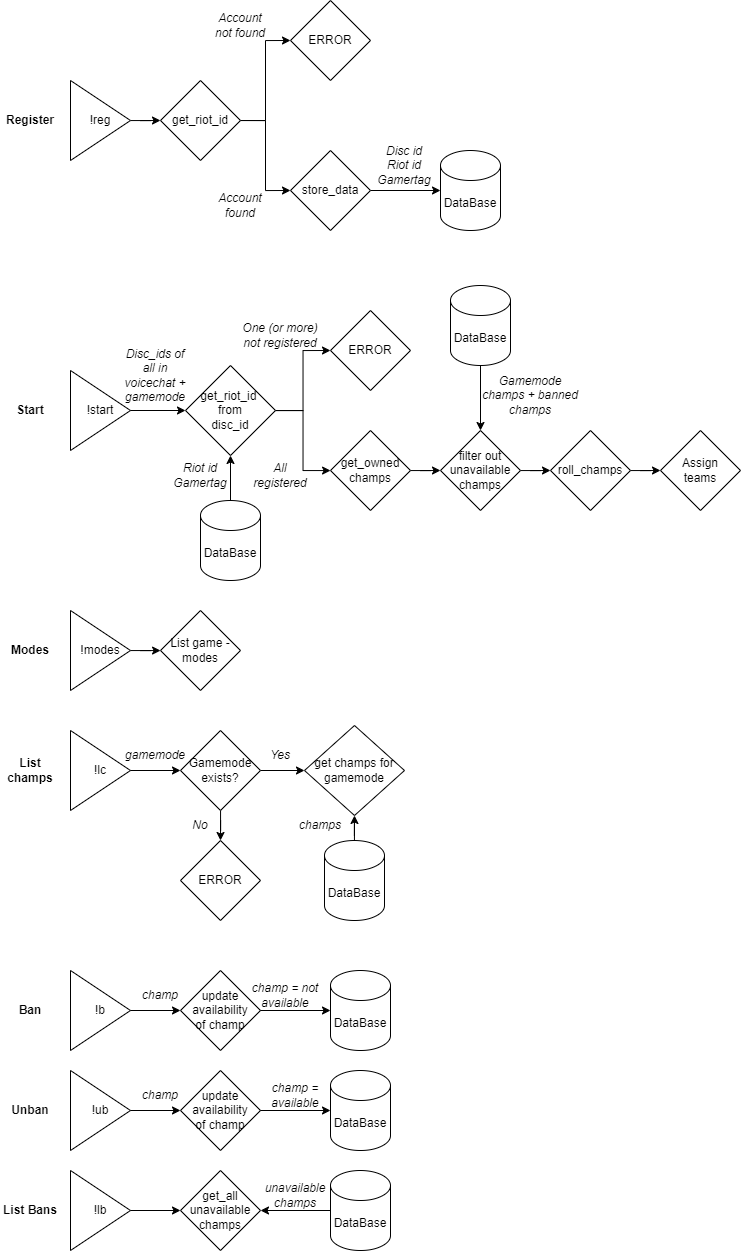 Account
not found
ERROR
Register
!reg
get_riot_id
Account
found
store_data
Disc id
Riot id
Gamertag
DataBase
Start
!start
Disc_ids of
all in
voicechat +
gamemode
get_riot_id
from
disc_id
Riot id
Gamertag
DataBase
One (or more)
not registered
ERROR
All
registered
get_owned
champs
DataBase
Gamemode
champs + banned
champs
filter out
unavailable
champs
roll_champs
Assign
teams
Modes
!modes
List game -
modes
List
champs
!lc
gamemode
Gamemode
exists?
Yes
get champs for
gamemode
No
ERROR
champs
DataBase
Ban
!b
champ
update
availability
of champ
champ = not
available
DataBase
Unban
!ub
champ
update
availability
of champ
champ =
available
DataBase
List Bans
!lb
get_all
unavailable
champs
unavailable
champs
DataBase